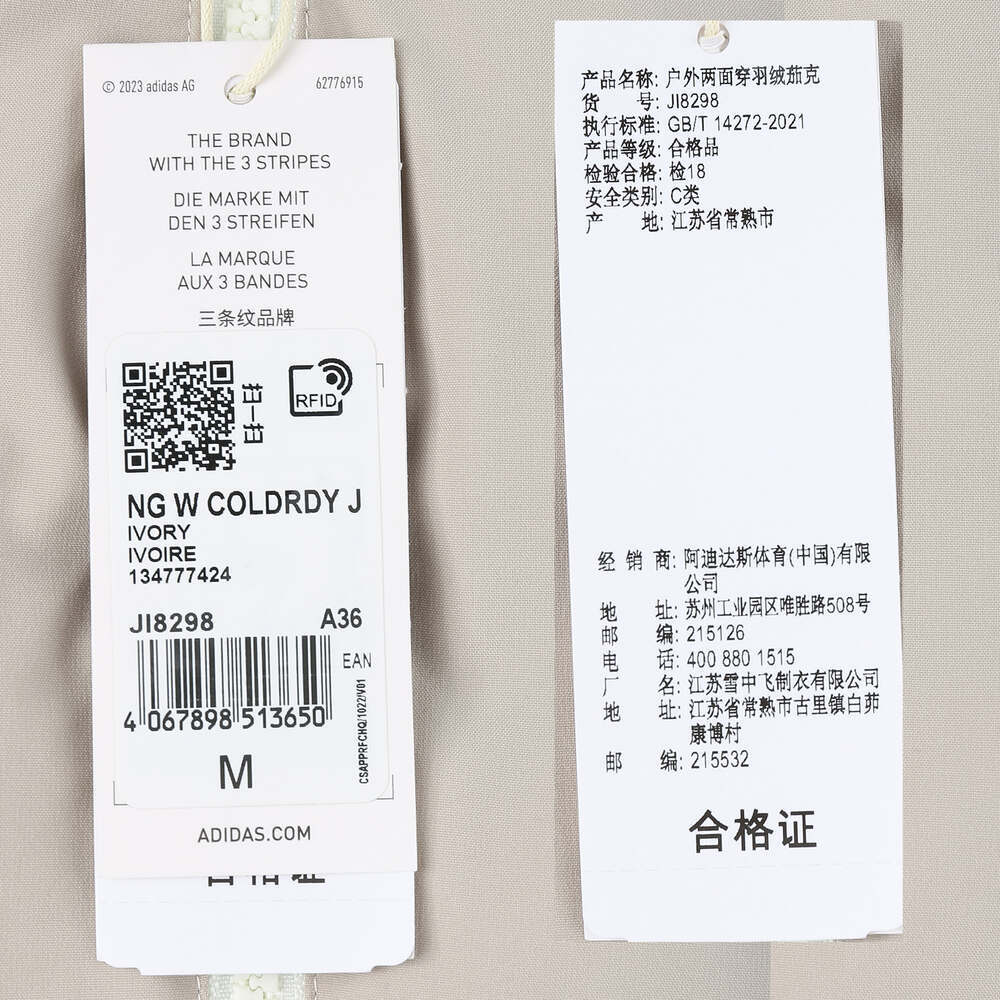 © 2023 adidas AG
62776915
THE BRAND
WITH THE 3 STRIPES
DIE MARKE MIT
DEN 3 STREIFEN
LA MARQUE
AUX 3 BANDES
三条纹品牌
扫一扫
RFID
NG W COLDRDY J
IVORY
IVOIRE
134777424
JI8298 A36
EAN
4 067898 513650
CSAPPRFCHQ/1022/V01
M
ADIDAS.COM
合格证
产品名称: 户外两面穿羽绒茄克
货 号: JI8298
执行标准: GB/T 14272-2021
产品等级: 合格品
检验合格: 检18
安全类别: C类
产 地: 江苏省常熟市
经 销 商: 阿迪达斯体育(中国)有限
公司
地 址: 苏州工业园区唯胜路508号
邮 编: 215126
电 话: 400 880 1515
厂 名: 江苏雪中飞制衣有限公司
地 址: 江苏省常熟市古里镇白茆
康博村
邮 编: 215532
合格证